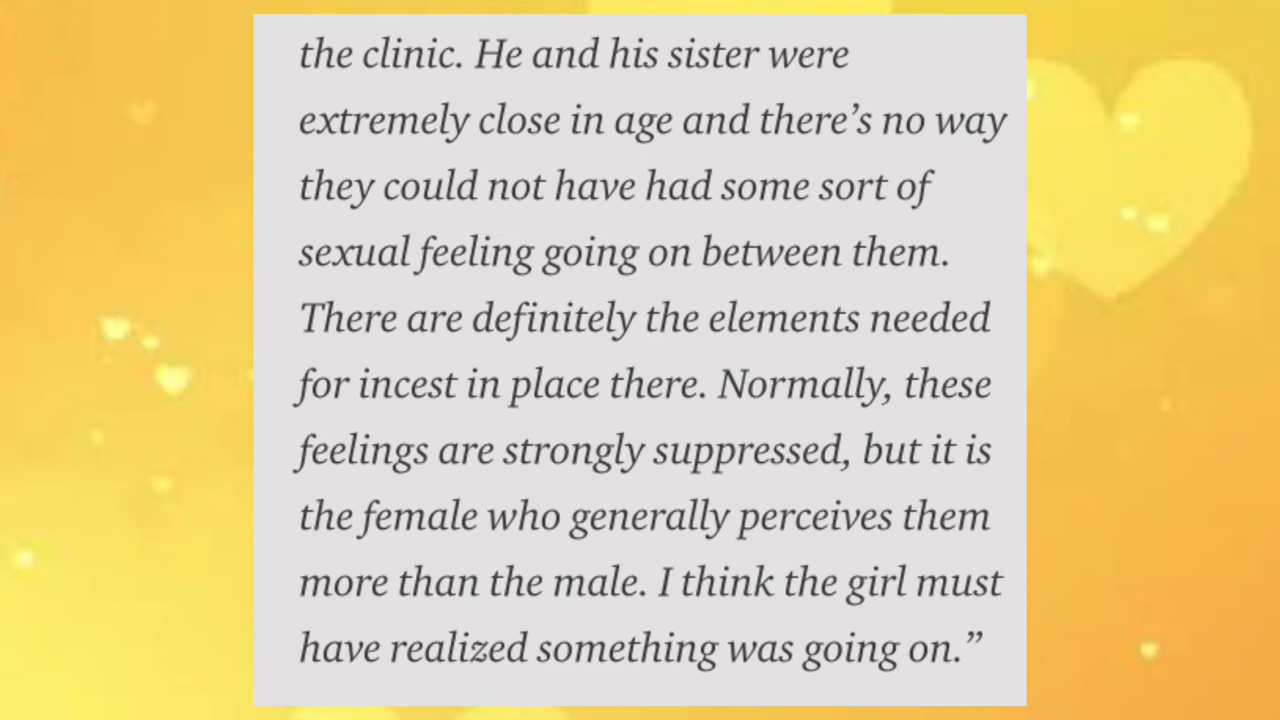 the clinic. He and his sister were
extremely close in age and there’s no way
they could not have had some sort of
sexual feeling going on between them.
There are definitely the elements needed
for incest in place there. Normally, these
feelings are strongly suppressed, but it is
the female who generally perceives them
more than the male. I think the girl must
have realized something was going on.”